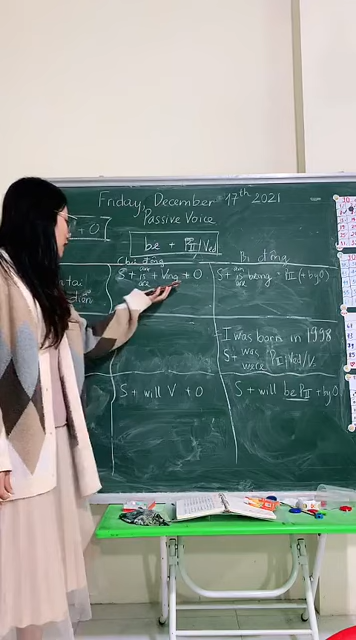 Friday, December 17th 2021
Passive Voice
be + PII/Ved
Chủ động
Bị động
+ O
S + am is are + Ving + O
S + am is are being + PII (+ by O)
I was born in 1998
S + was were PII/Ved/V3
S + will V + O
S + will be PII + by O